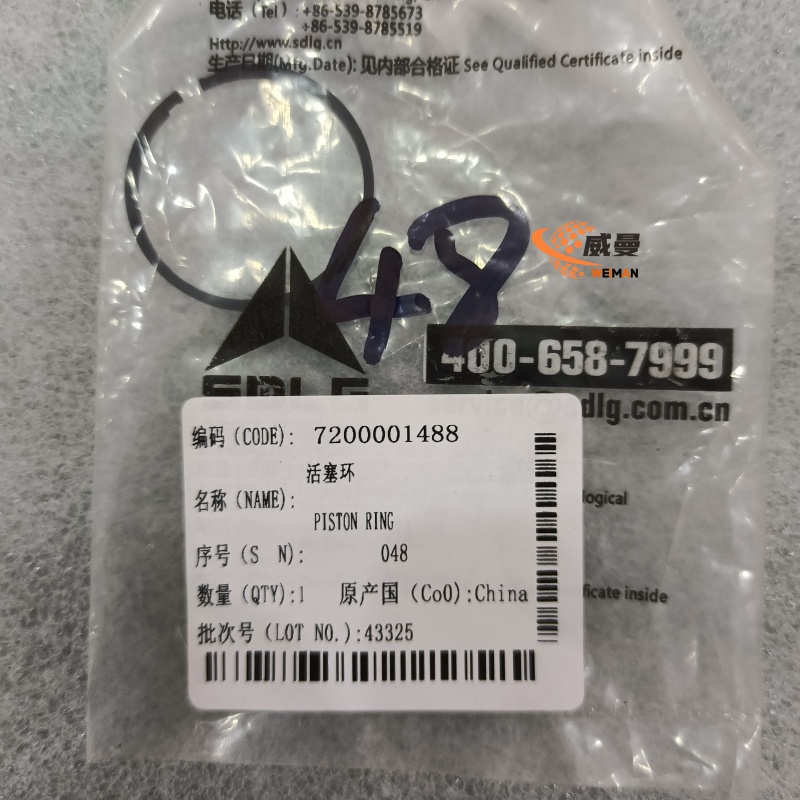 电话（Tel）：+86-539-8785673
+86-539-8785519
Http://www.sdlg.cn
生产日期(Mfg.Date): 见内部合格证 See Qualified Certificate inside
48
威曼
WEMAN
400-658-7999
SDLG
dlg.com.cn
编码(CODE): 7200001488
活塞环
名称(NAME):
PISTON RING
logical
序号(S N): 048
数量(QTY):1 原产国(CoO):China
ficate inside
批次号(LOT NO.):43325